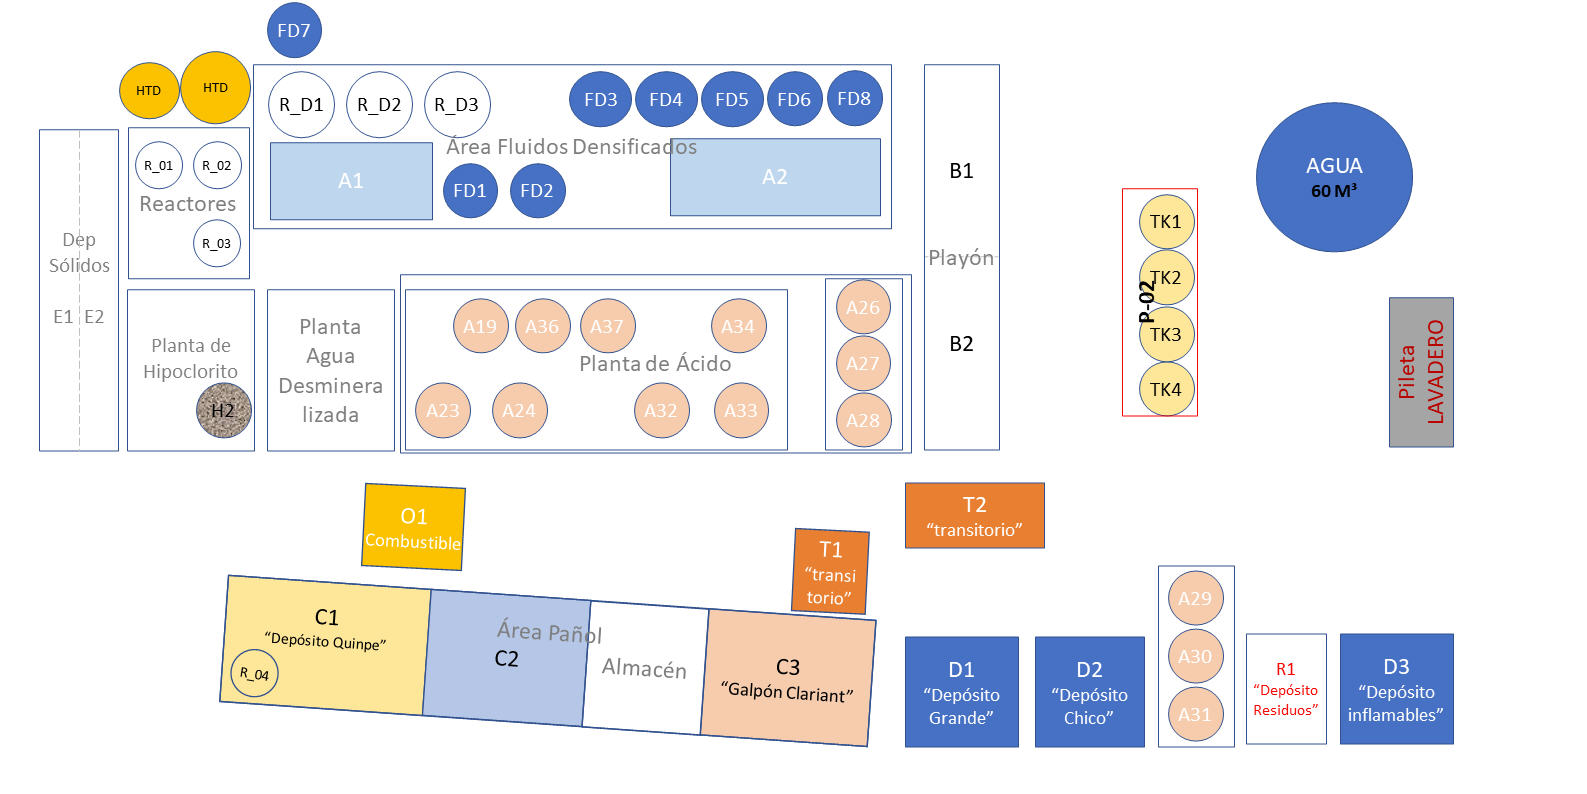 FD7
HTD
HTD
R_D1
R_D2
R_D3
FD3
FD4
FD5
FD6
FD8
Área Fluidos Densificados
A1
A2
FD1
FD2
R_01
R_02
Reactores
R_03
Dep
Sólidos
E1
E2
B1
Playón
B2
AGUA
60 M³
TK1
TK2
P-02
TK3
TK4
Pileta
LAVADERO
Planta de
Hipoclorito
H2
Planta
Agua
Desminera
lizada
A19
A36
A37
A34
Planta de Ácido
A23
A24
A32
A33
A26
A27
A28
O1
Combustible
T1
“transi
torio”
T2
“transitorio”
C1
“Depósito Quinpe”
R_04
Área Pañol
C2
Almacén
C3
“Galpón Clariant”
D1
“Depósito
Grande”
D2
“Depósito
Chico”
A29
A30
A31
R1
“Depósito
Residuos”
D3
“Depósito
inflamables”